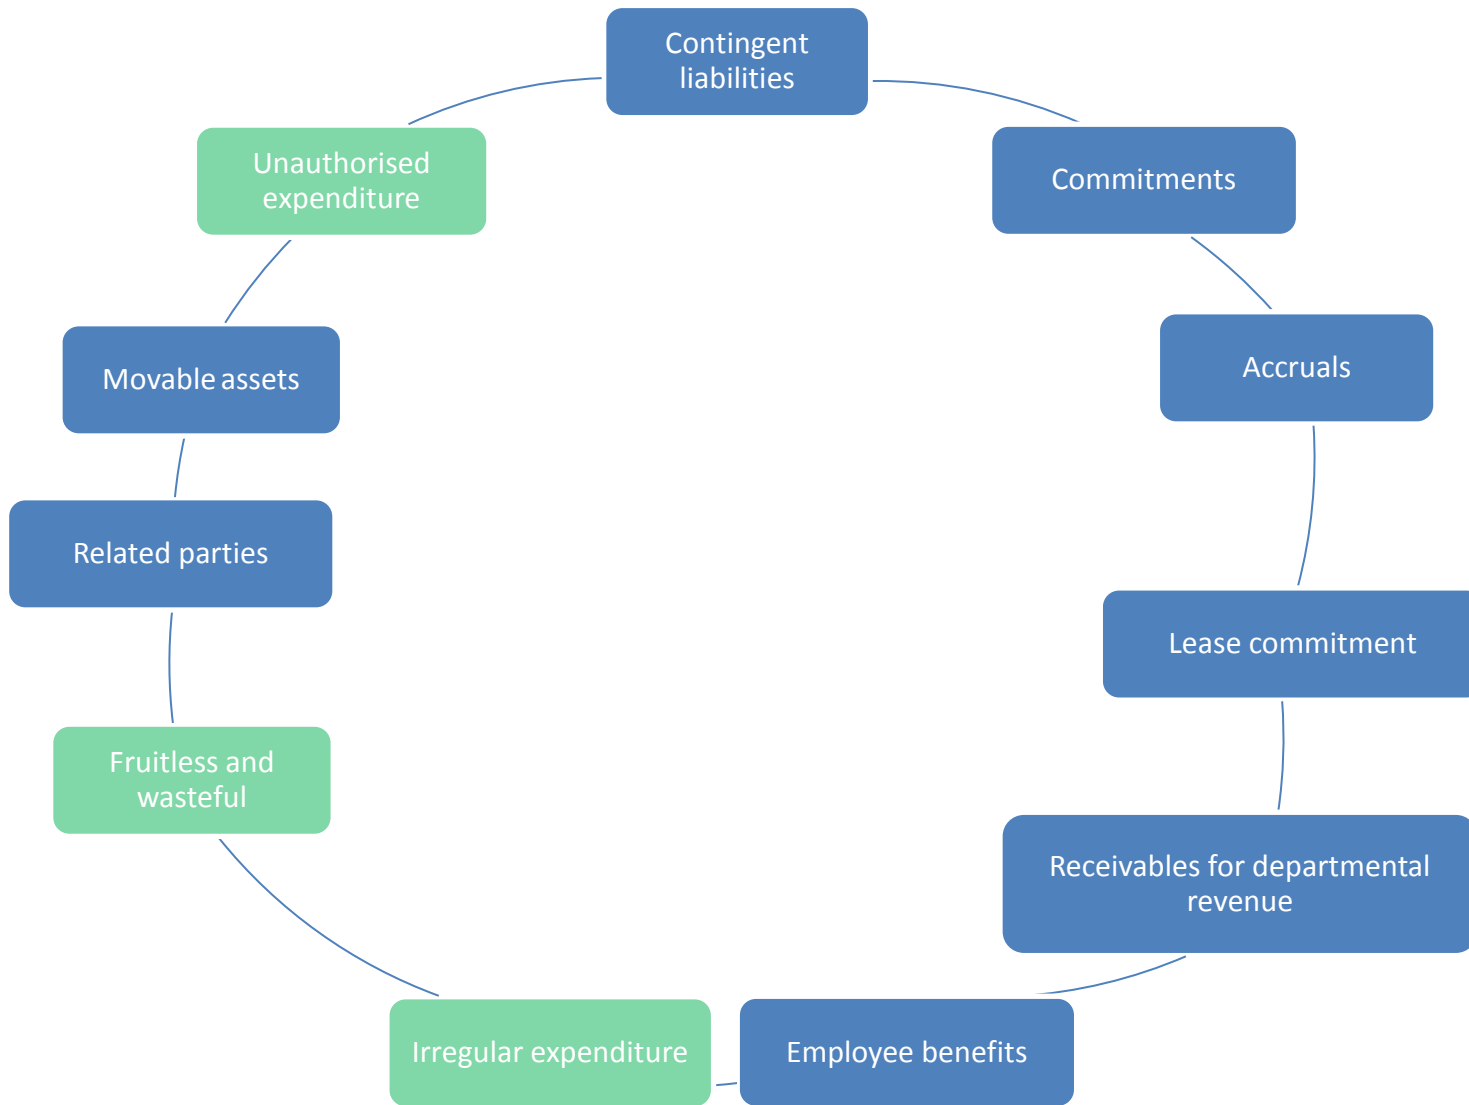 Contingent
liabilities
Commitments
Accruals
Lease commitment
Receivables for departmental
revenue
Employee benefits
Irregular expenditure
Fruitless and
wasteful
Related parties
Movable assets
Unauthorised
expenditure